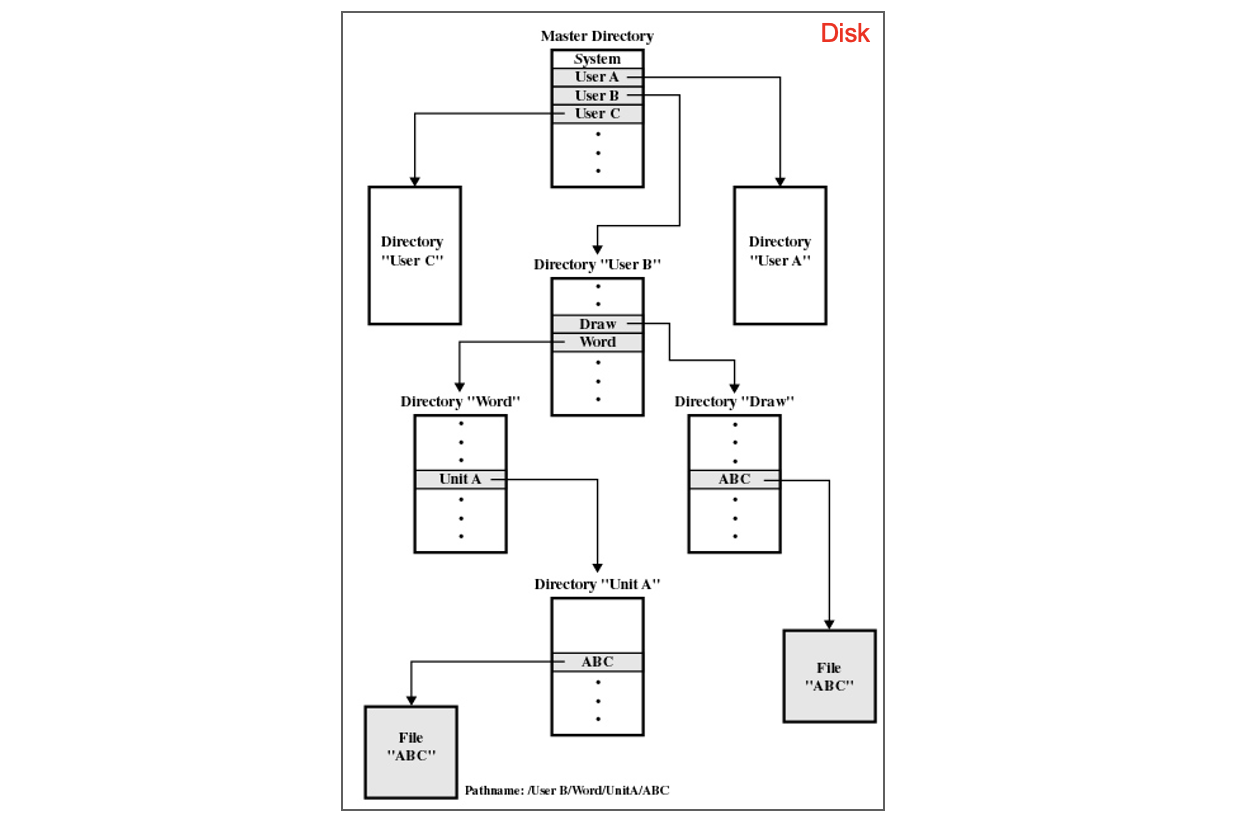 Disk
Master Directory
System
User A
User B
User C
Directory
"User C"
Directory
"User A"
Directory "User B"
Draw
Word
Directory "Word"
Directory "Draw"
Unit A
ABC
Directory "Unit A"
ABC
File
"ABC"
File
"ABC"
Pathname: /User B/Word/UnitA/ABC